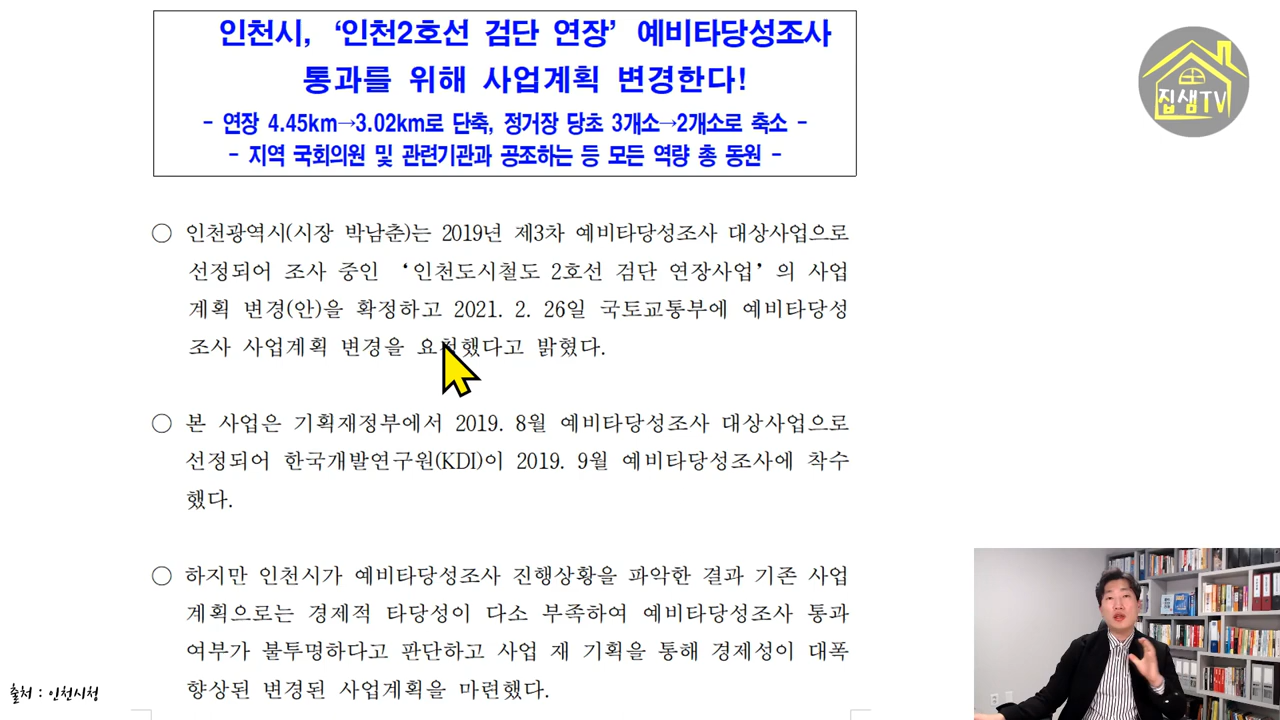 인천시, ‘인천2호선 검단 연장’ 예비타당성조사
통과를 위해 사업계획 변경한다!
- 연장 4.45km→3.02km로 단축, 정거장 당초 3개소→2개소로 축소 -
- 지역 국회의원 및 관련기관과 공조하는 등 모든 역량 총 동원 -
집샘TV
○ 인천광역시(시장 박남춘)는 2019년 제3차 예비타당성조사 대상사업으로
선정되어 조사 중인 ‘인천도시철도 2호선 검단 연장사업’의 사업
계획 변경(안)을 확정하고 2021. 2. 26일 국토교통부에 예비타당성
조사 사업계획 변경을 요청했다고 밝혔다.
○ 본 사업은 기획재정부에서 2019. 8월 예비타당성조사 대상사업으로
선정되어 한국개발연구원(KDI)이 2019. 9월 예비타당성조사에 착수
했다.
○ 하지만 인천시가 예비타당성조사 진행상황을 파악한 결과 기존 사업
계획으로는 경제적 타당성이 다소 부족하여 예비타당성조사 통과
여부가 불투명하다고 판단하고 사업 재 기획을 통해 경제성이 대폭
향상된 변경된 사업계획을 마련했다.
출처 : 인천시청